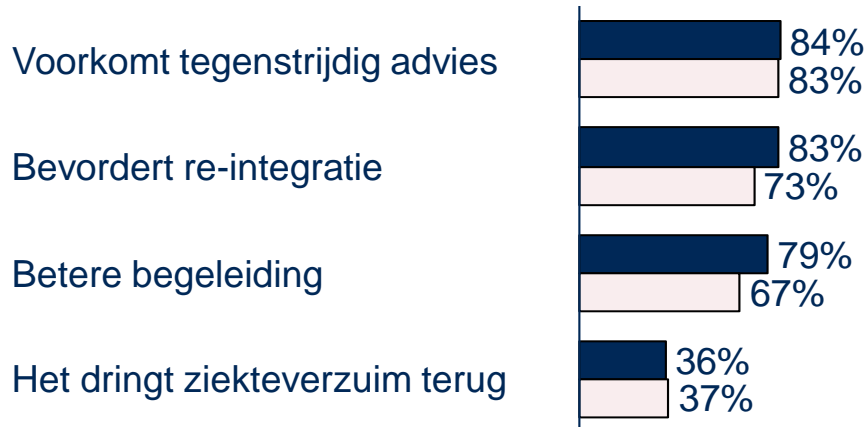 Voorkomt tegenstrijdig advies
84%
83%
Bevordert re-integratie
83%
73%
Betere begeleiding
79%
67%
Het dringt ziekteverzuim terug
36%
37%